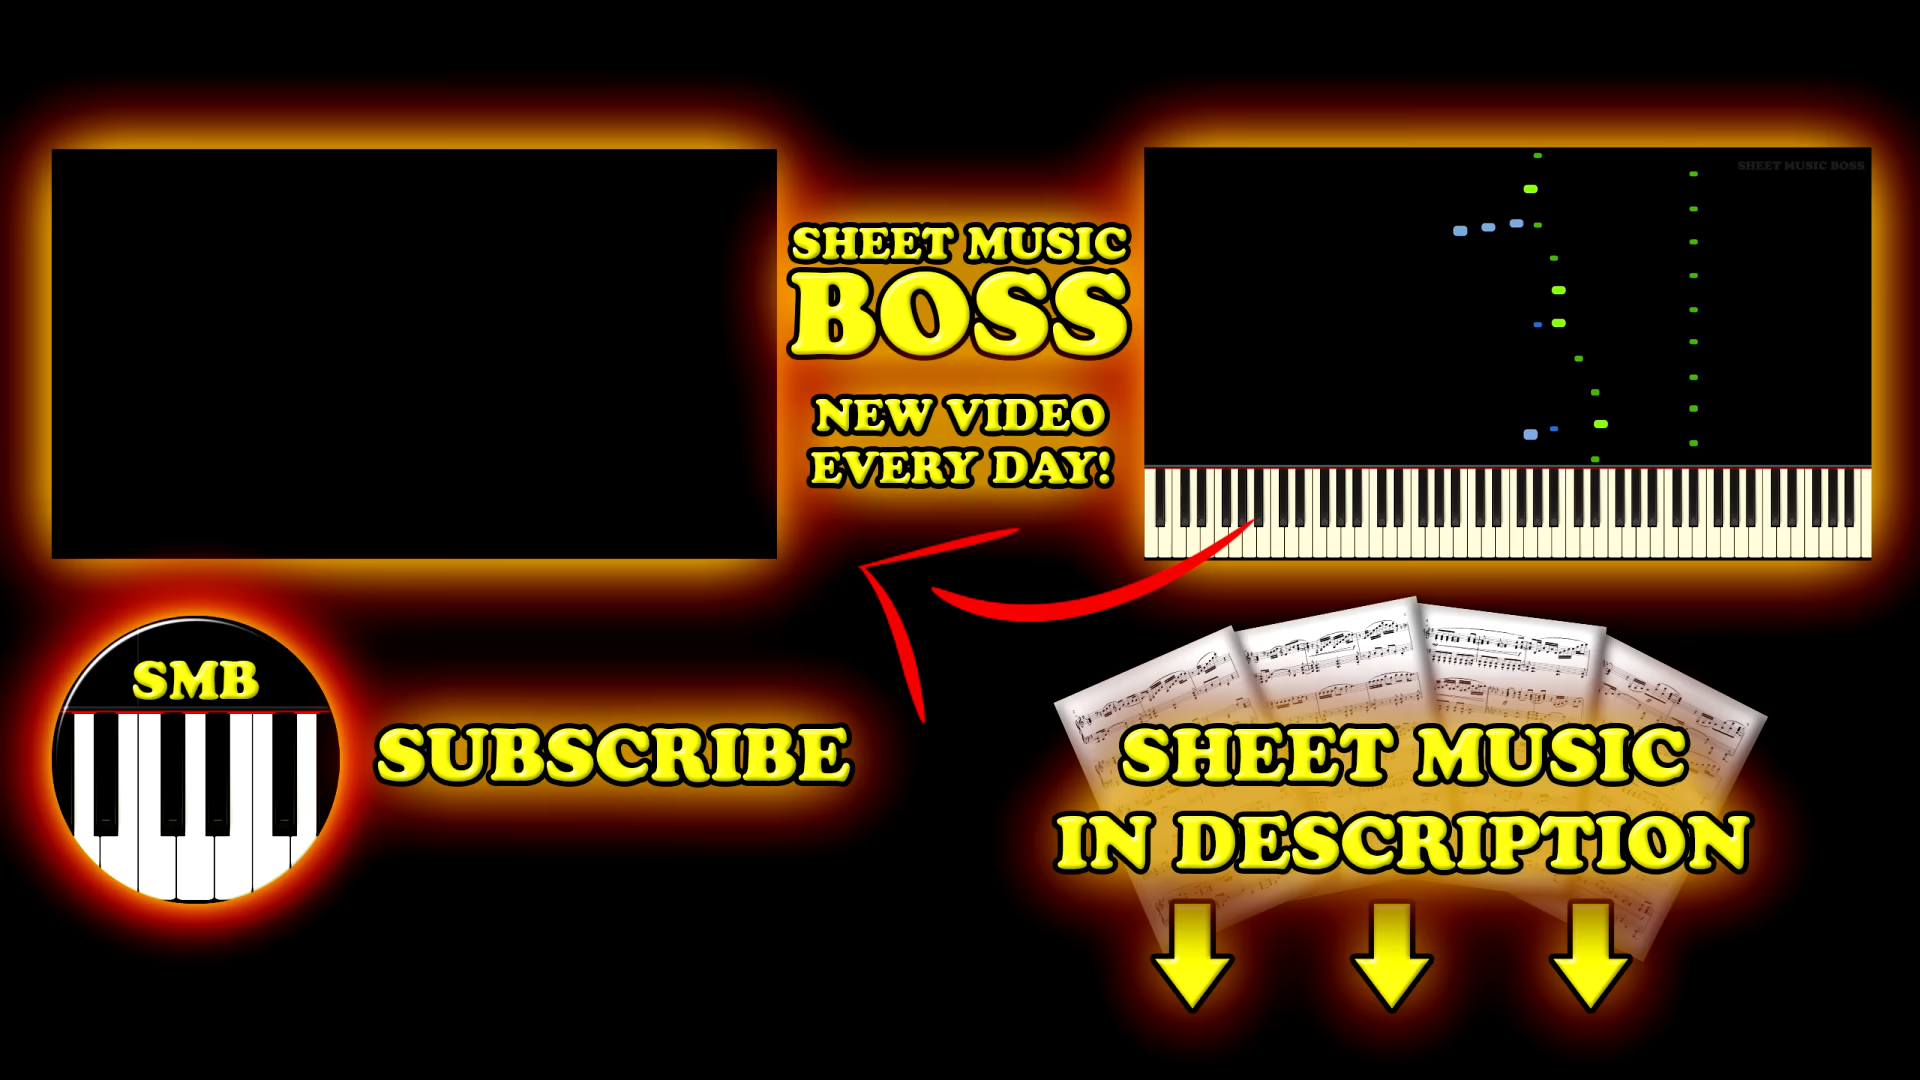 SHEET MUSIC BOSS
SHEET MUSIC
BOSS
NEW VIDEO
EVERY DAY!
SMB
SUBSCRIBE
SHEET MUSIC
IN DESCRIPTION